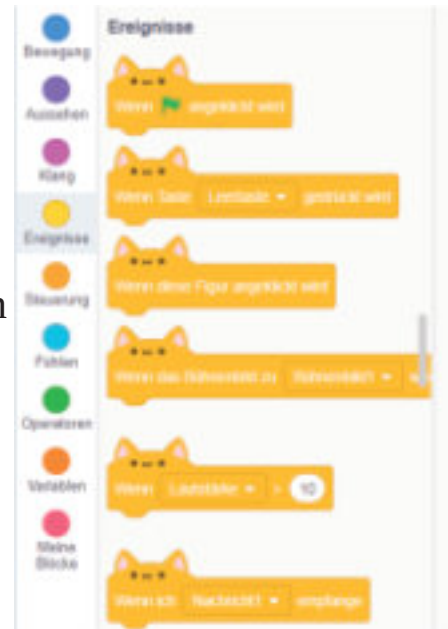 Ereignisse
Bewegung
Aussehen
Klang
Ereignisse
Steuerung
Fühlen
Operatoren
Variablen
Meine
Blöcke
Wenn angeklickt wird
Wenn Taste Leertaste gedrückt wird
Wenn diese Figur angeklickt wird
Wenn das Bühnenbild zu Bühnenbild1
Wenn Lautstärke > 10
Wenn ich Nachricht1 empfange
n